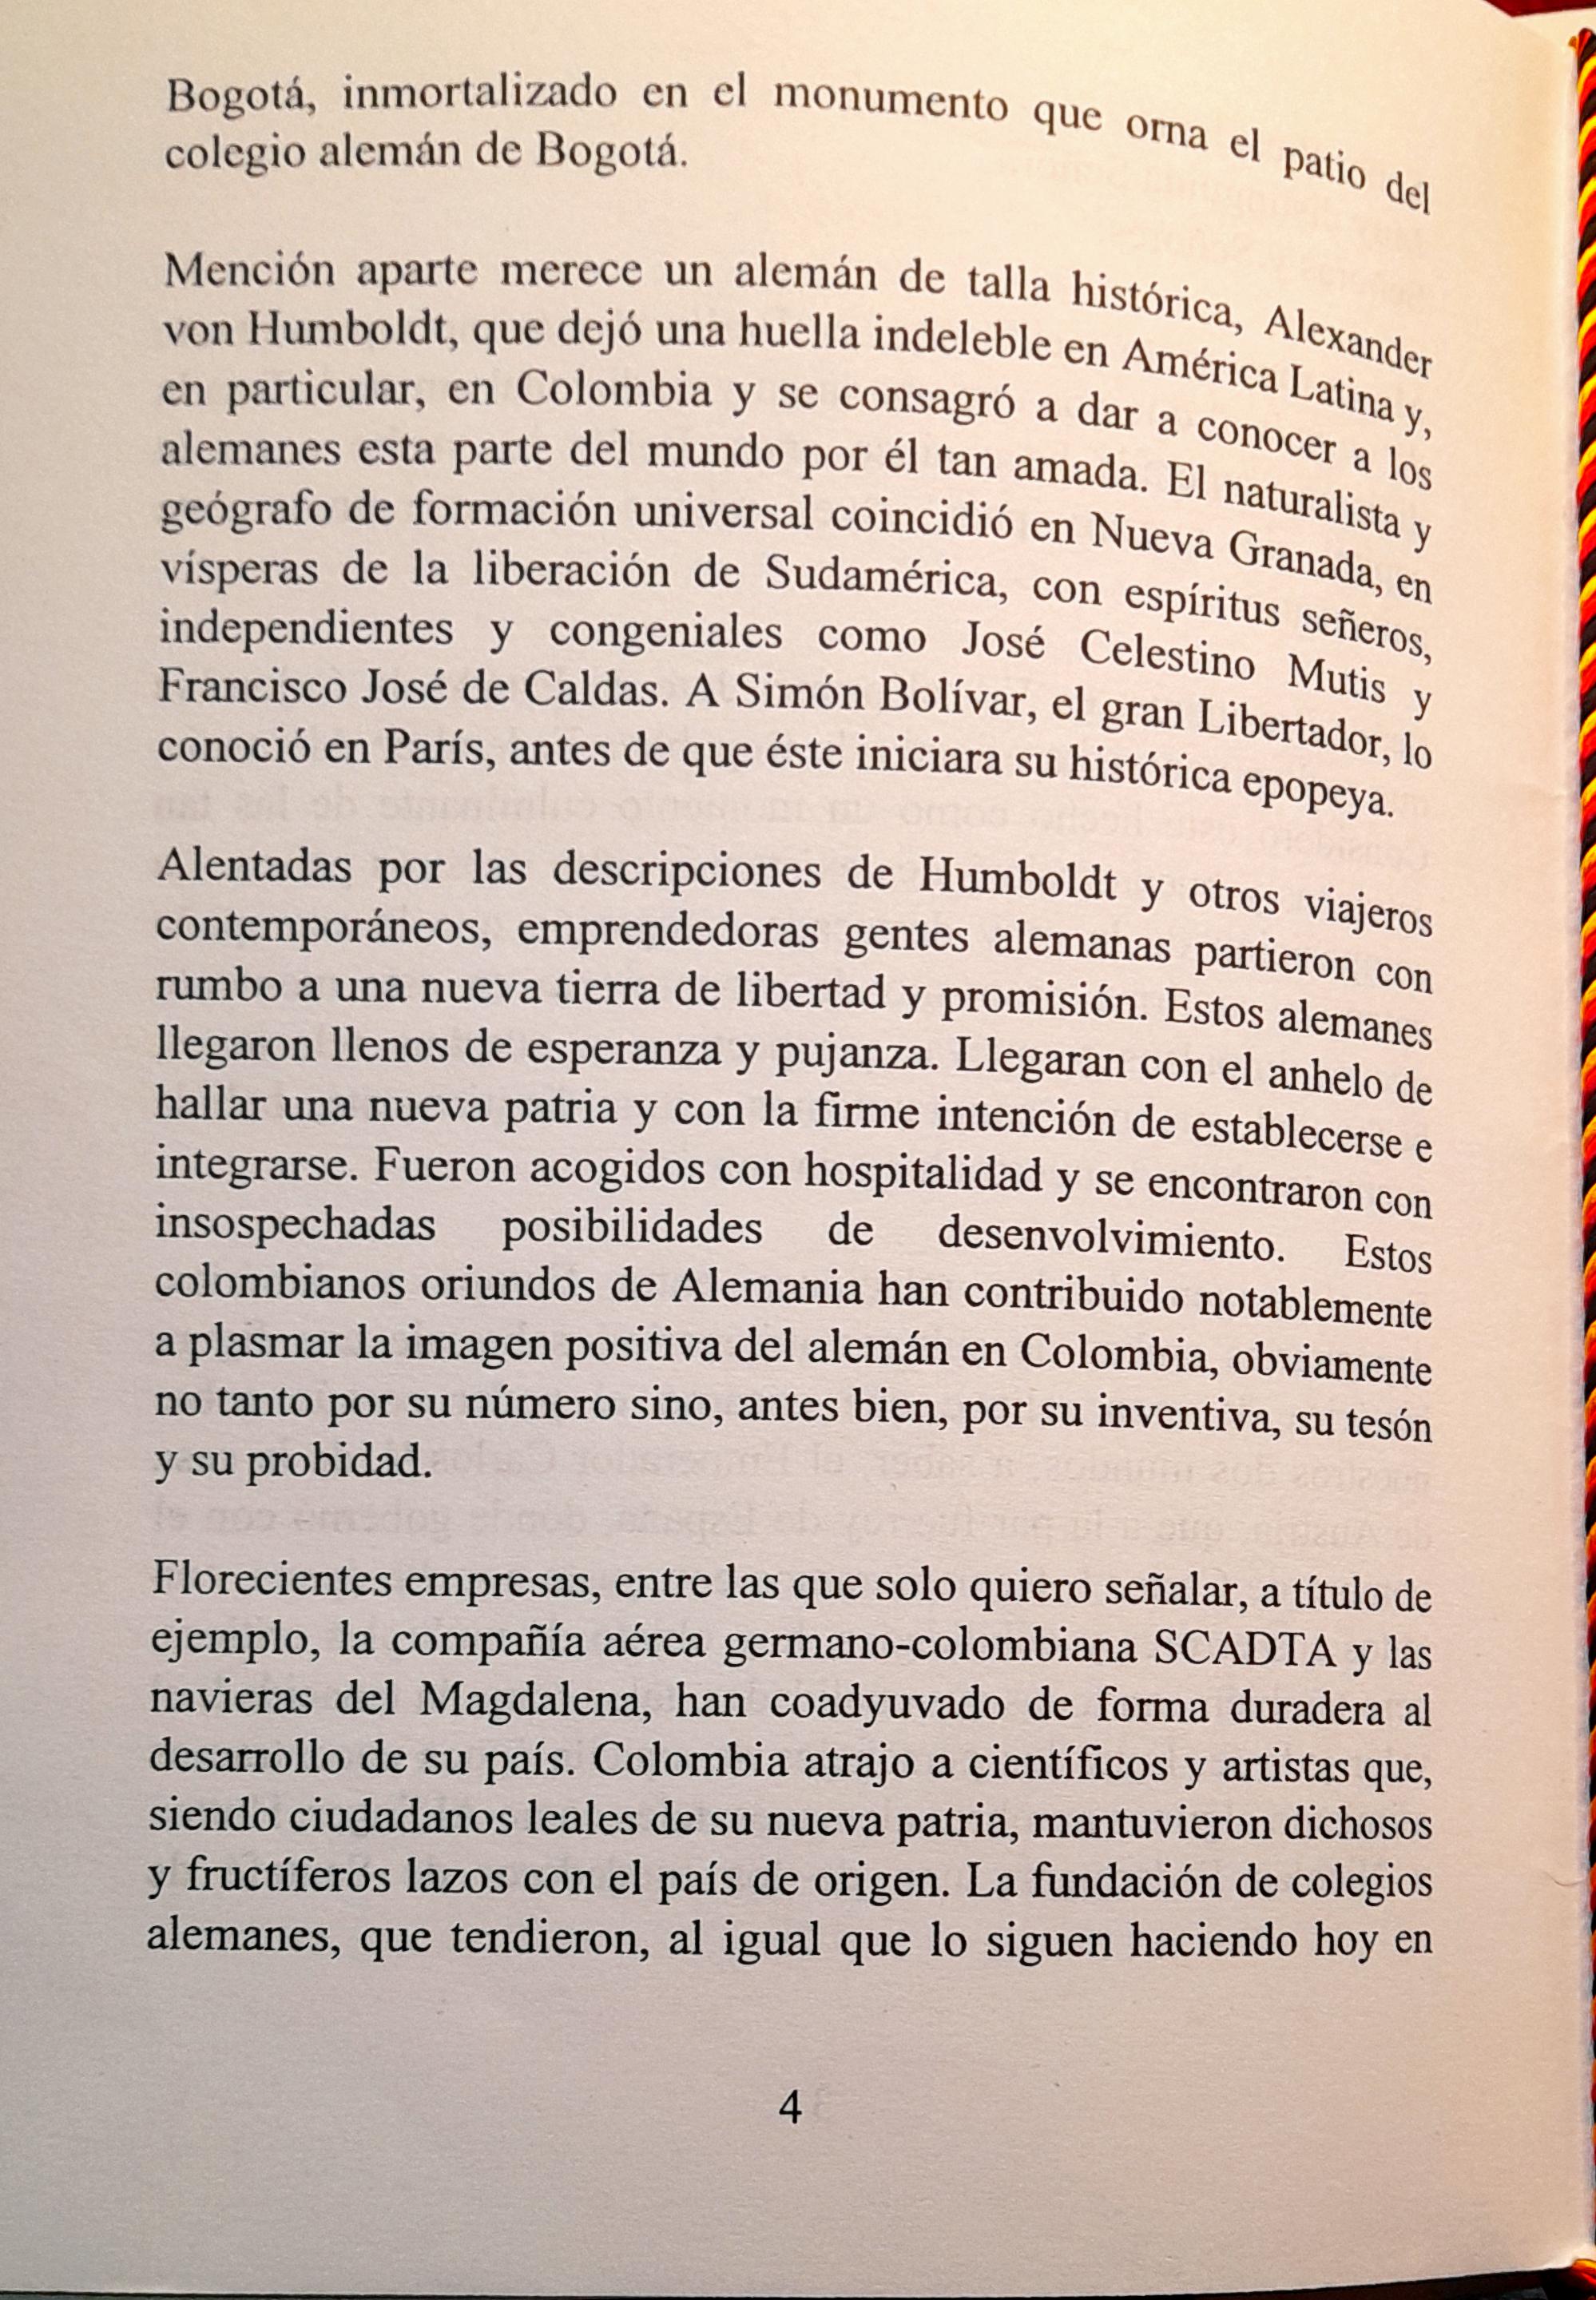 Bogotá, inmortalizado en el monumento que orna el patio del
colegio alemán de Bogotá.
Mención aparte merece un alemán de talla histórica, Alexander
von Humboldt, que dejó una huella indeleble en América Latina y,
en particular, en Colombia y se consagró a dar a conocer a los
alemanes esta parte del mundo por él tan amada. El naturalista y
geógrafo de formación universal coincidió en Nueva Granada, en
vísperas de la liberación de Sudamérica, con espíritus señeros,
independientes y congeniales como José Celestino Mutis y
Francisco José de Caldas. A Simón Bolívar, el gran Libertador, lo
conoció en París, antes de que éste iniciara su histórica epopeya.
Alentadas por las descripciones de Humboldt y otros viajeros
contemporáneos, emprendedoras gentes alemanas partieron con
rumbo a una nueva tierra de libertad y promisión. Estos alemanes
llegaron llenos de esperanza y pujanza. Llegaran con el anhelo de
hallar una nueva patria y con la firme intención de establecerse e
integrarse. Fueron acogidos con hospitalidad y se encontraron con
insospechadas posibilidades de desenvolvimiento. Estos
colombianos oriundos de Alemania han contribuido notablemente
a plasmar la imagen positiva del alemán en Colombia, obviamente
no tanto por su número sino, antes bien, por su inventiva, su tesón
y su probidad.
Florecientes empresas, entre las que solo quiero señalar, a título de
ejemplo, la compañía aérea germano-colombiana SCADTA y las
navieras del Magdalena, han coadyuvado de forma duradera al
desarrollo de su país. Colombia atrajo a científicos y artistas que,
siendo ciudadanos leales de su nueva patria, mantuvieron dichosos
y fructíferos lazos con el país de origen. La fundación de colegios
alemanes, que tendieron, al igual que lo siguen haciendo hoy en
4